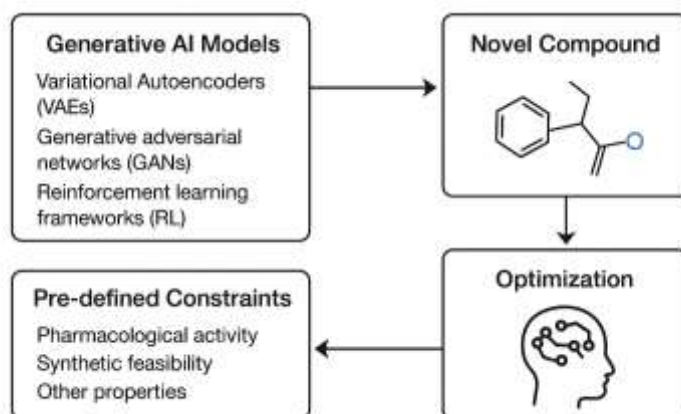 Generative AI Models
Variational Autoencoders
(VAEs)
Generative adversarial
networks (GANs)
Reinforcement learning
frameworks (RL)
Novel Compound
O
Optimization
Pre-defined Constraints
Pharmacological activity
Synthetic feasibility
Other properties